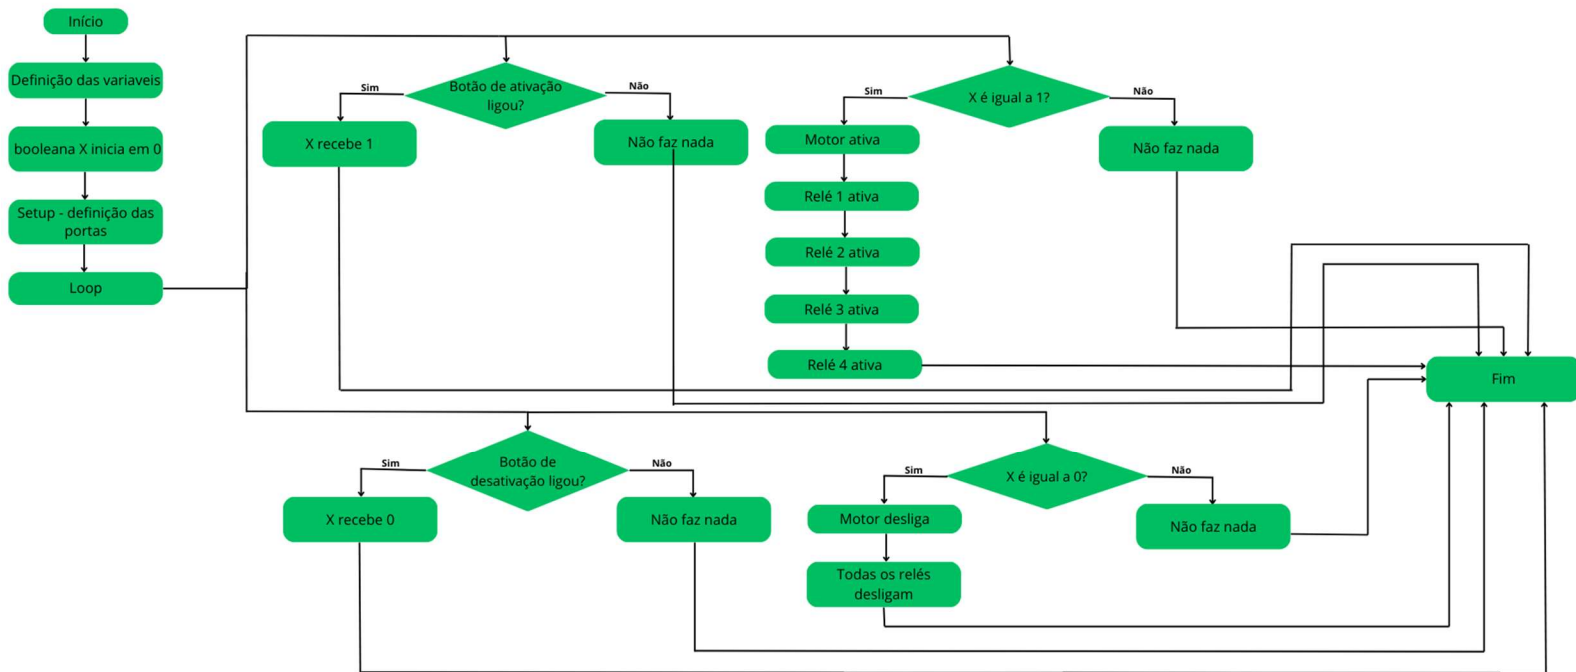 Início
Definição das variaveis
booleana X inicia em 0
Setup - definição das
portas
Loop
Botão de ativação
ligou?
Sim
Não
X recebe 1
Não faz nada
X é igual a 1?
Sim
Não
Motor ativa
Relé 1 ativa
Relé 2 ativa
Relé 3 ativa
Relé 4 ativa
Não faz nada
Fim
Botão de
desativação ligou?
Sim
Não
X recebe 0
Não faz nada
X é igual a 0?
Sim
Não
Motor desliga
Todas os relés
desligam
Não faz nada